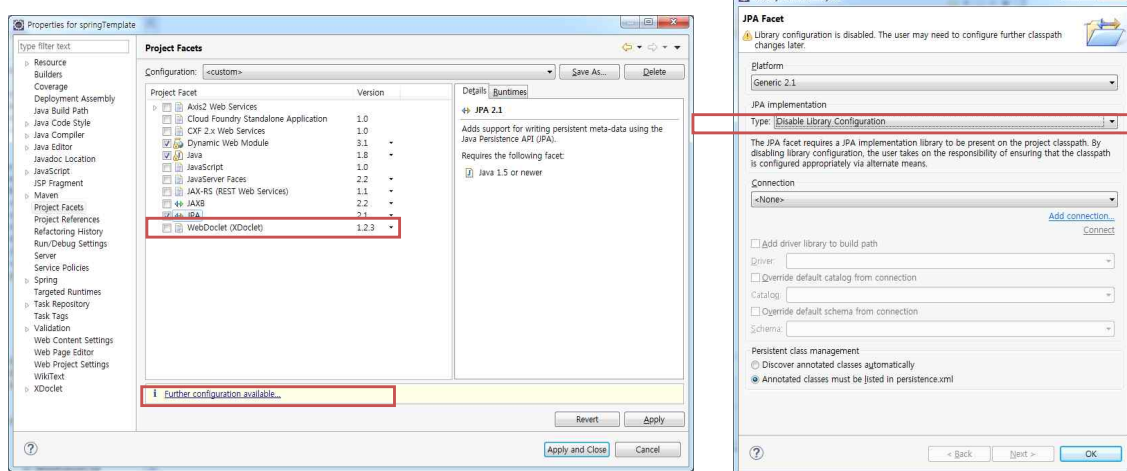 Properties for springTemplate
type filter text
Resource
Builders
Coverage
Deployment Assembly
Java Build Path
Java Code Style
Java Compiler
Java Editor
Javadoc Location
JavaScript
JSP Fragment
Maven
Project Facets
Project References
Refactoring History
Run/Debug Settings
Server
Service Policies
Spring
Targeted Runtimes
Task Repository
Task Tags
Validation
Web Content Settings
Web Page Editor
Web Project Settings
WikiText
XDoclet
Project Facets
Configuration: <custom>
Save As...
Delete
Project Facet Version
Axis2 Web Services
Cloud Foundry Standalone Application 1.0
CXF 2.x Web Services 1.0
Dynamic Web Module 3.1
Java 1.8
JavaScript 1.0
JavaServer Faces 2.2
JAX-RS (REST Web Services) 1.1
JAXB 2.2
JPA 2.1
WebDoclet (XDoclet) 1.2.3
Details Runtimes
JPA 2.1
Adds support for writing persistent meta-data using the
Java Persistence API (JPA).
Requires the following facet:
Java 1.5 or newer
i Further configuration available...
Revert Apply
Apply and Close Cancel
JPA Facet
Library configuration is disabled. The user may need to configure further classpath
changes later.
Platform
Generic 2.1
JPA implementation
Type: Disable Library Configuration
The JPA facet requires a JPA implementation library to be present on the project classpath. By
disabling library configuration, the user takes on the responsibility of ensuring that the classpath
is configured appropriately via alternate means.
Connection
<None>
Add connection...
Connect
Add driver library to build path
Driver:
Override default catalog from connection
Catalog:
Override default schema from connection
Schema:
Persistent class management
Discover annotated classes automatically
Annotated classes must be listed in persistence.xml
< Back Next > OK